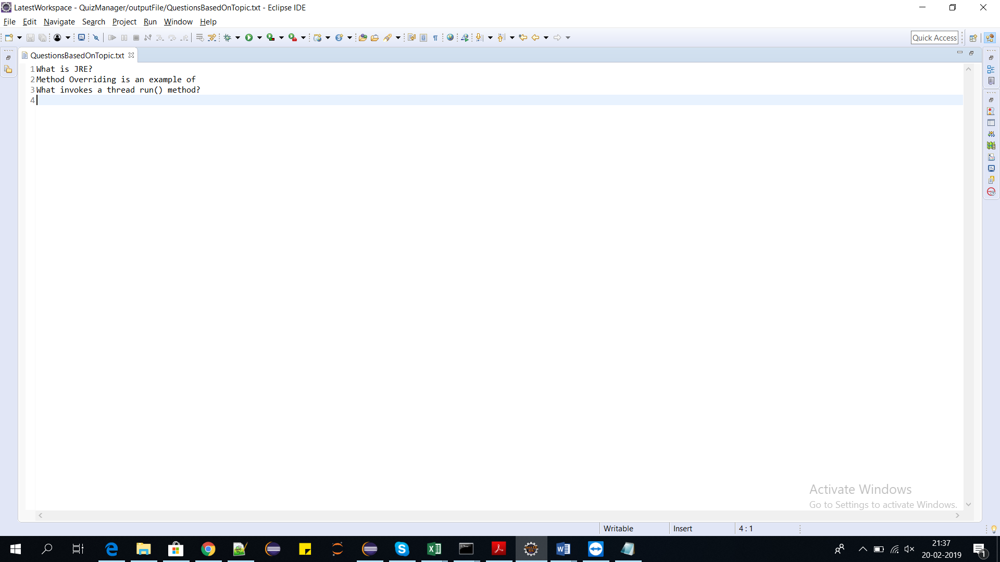 LatestWorkspace - QuizManager/outputFile/QuestionsBasedOnTopic.txt - Eclipse IDE
File Edit Navigate Search Project Run Window Help
Quick Access
QuestionsBasedOnTopic.txt
1 What is JRE?
2 Method Overriding is an example of
3 What invokes a thread run() method?
4
Activate Windows
Go to Settings to activate Windows.
Writable Insert 4 : 1
21:37
20-02-2019
1